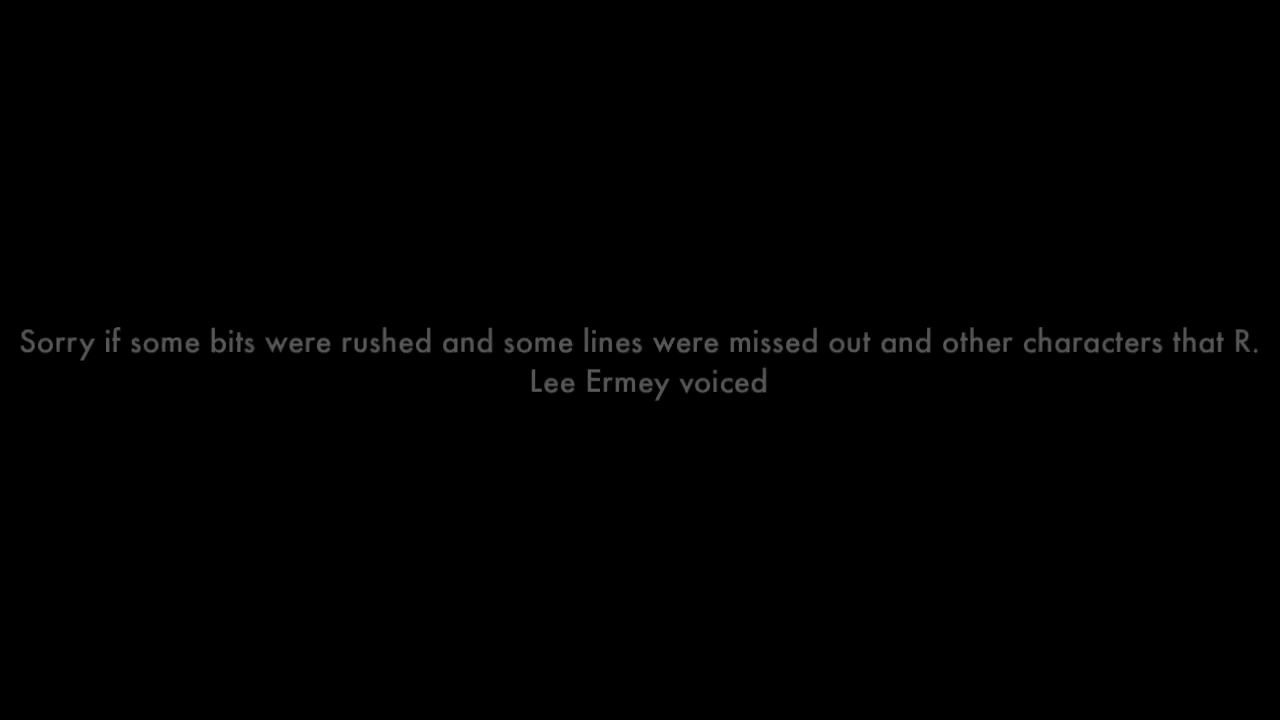 Sorry if some bits were rushed and some lines were missed out and other characters that R.
Lee Ermey voiced